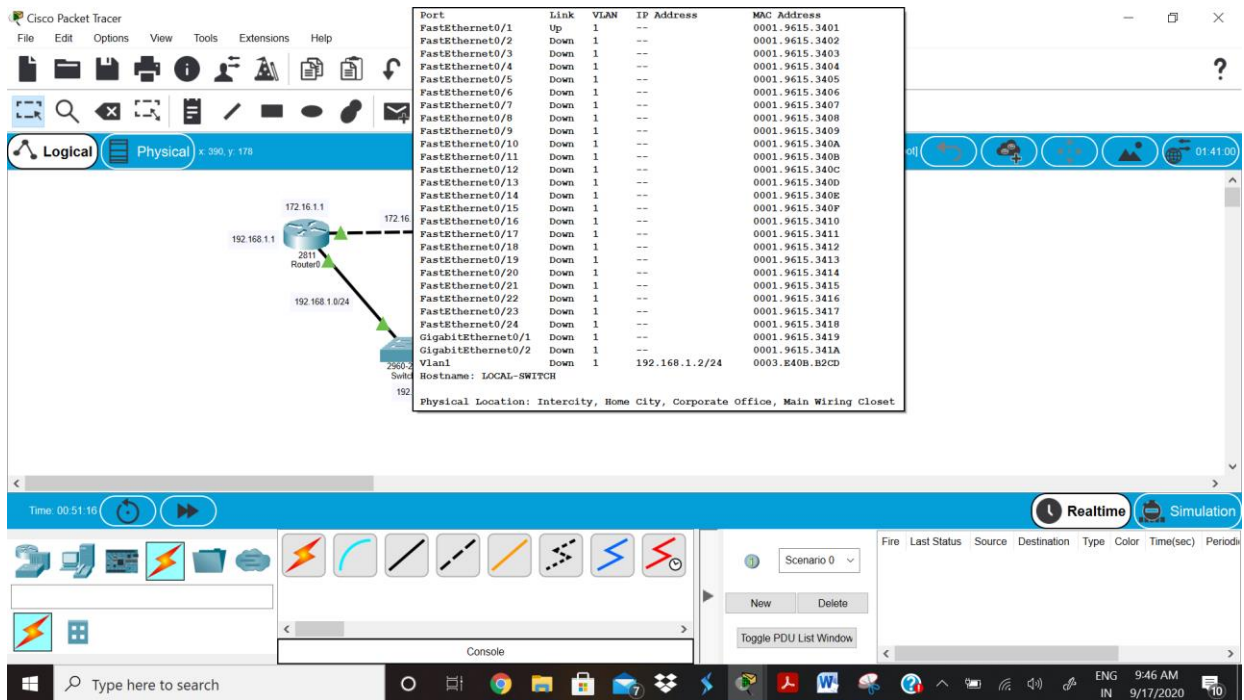 Cisco Packet Tracer
File Edit Options View Tools Extensions Help
?
Logical Physical x: 390, y: 178
01:41:00
172.16.1.1
172.16.
192.168.1.1
2811
Router0
192.168.1.0/24
2960-2
Switc
192.
Port Link VLAN IP Address MAC Address
FastEthernet0/1 Up 1 -- 0001.9615.3401
FastEthernet0/2 Down 1 -- 0001.9615.3402
FastEthernet0/3 Down 1 -- 0001.9615.3403
FastEthernet0/4 Down 1 -- 0001.9615.3404
FastEthernet0/5 Down 1 -- 0001.9615.3405
FastEthernet0/6 Down 1 -- 0001.9615.3406
FastEthernet0/7 Down 1 -- 0001.9615.3407
FastEthernet0/8 Down 1 -- 0001.9615.3408
FastEthernet0/9 Down 1 -- 0001.9615.3409
FastEthernet0/10 Down 1 -- 0001.9615.340A
FastEthernet0/11 Down 1 -- 0001.9615.340B
FastEthernet0/12 Down 1 -- 0001.9615.340C
FastEthernet0/13 Down 1 -- 0001.9615.340D
FastEthernet0/14 Down 1 -- 0001.9615.340E
FastEthernet0/15 Down 1 -- 0001.9615.340F
FastEthernet0/16 Down 1 -- 0001.9615.3410
FastEthernet0/17 Down 1 -- 0001.9615.3411
FastEthernet0/18 Down 1 -- 0001.9615.3412
FastEthernet0/19 Down 1 -- 0001.9615.3413
FastEthernet0/20 Down 1 -- 0001.9615.3414
FastEthernet0/21 Down 1 -- 0001.9615.3415
FastEthernet0/22 Down 1 -- 0001.9615.3416
FastEthernet0/23 Down 1 -- 0001.9615.3417
FastEthernet0/24 Down 1 -- 0001.9615.3418
GigabitEthernet0/1 Down 1 -- 0001.9615.3419
GigabitEthernet0/2 Down 1 -- 0001.9615.341A
Vlan1 Down 1 192.168.1.2/24 0003.E40B.B2CD
Hostname: LOCAL-SWITCH
Physical Location: Intercity, Home City, Corporate Office, Main Wiring Closet
Time: 00:51:16
Realtime Simulation
Scenario 0
New Delete
Toggle PDU List Window
Fire Last Status Source Destination Type Color Time(sec) Periodi
Console
Type here to search
ENG 9:46 AM
IN 9/17/2020